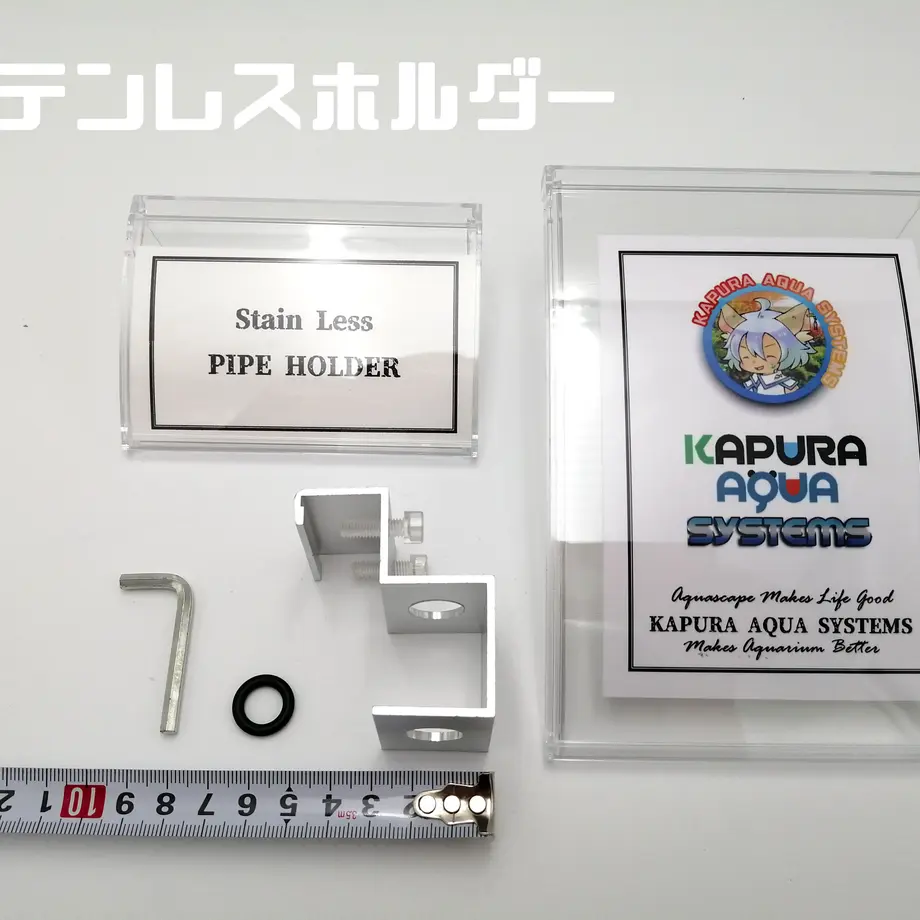 テンレスホルダー
Stain Less
PIPE HOLDER
KAPURA AQUA SYSTEMS
KAPURA
AQUA
SYSTEMS
Aquascape Makes Life Good
KAPURA AQUA SYSTEMS
Makes Aquarium Better
2 1 10 9 8 7 6 5 4 3 2
3.5m